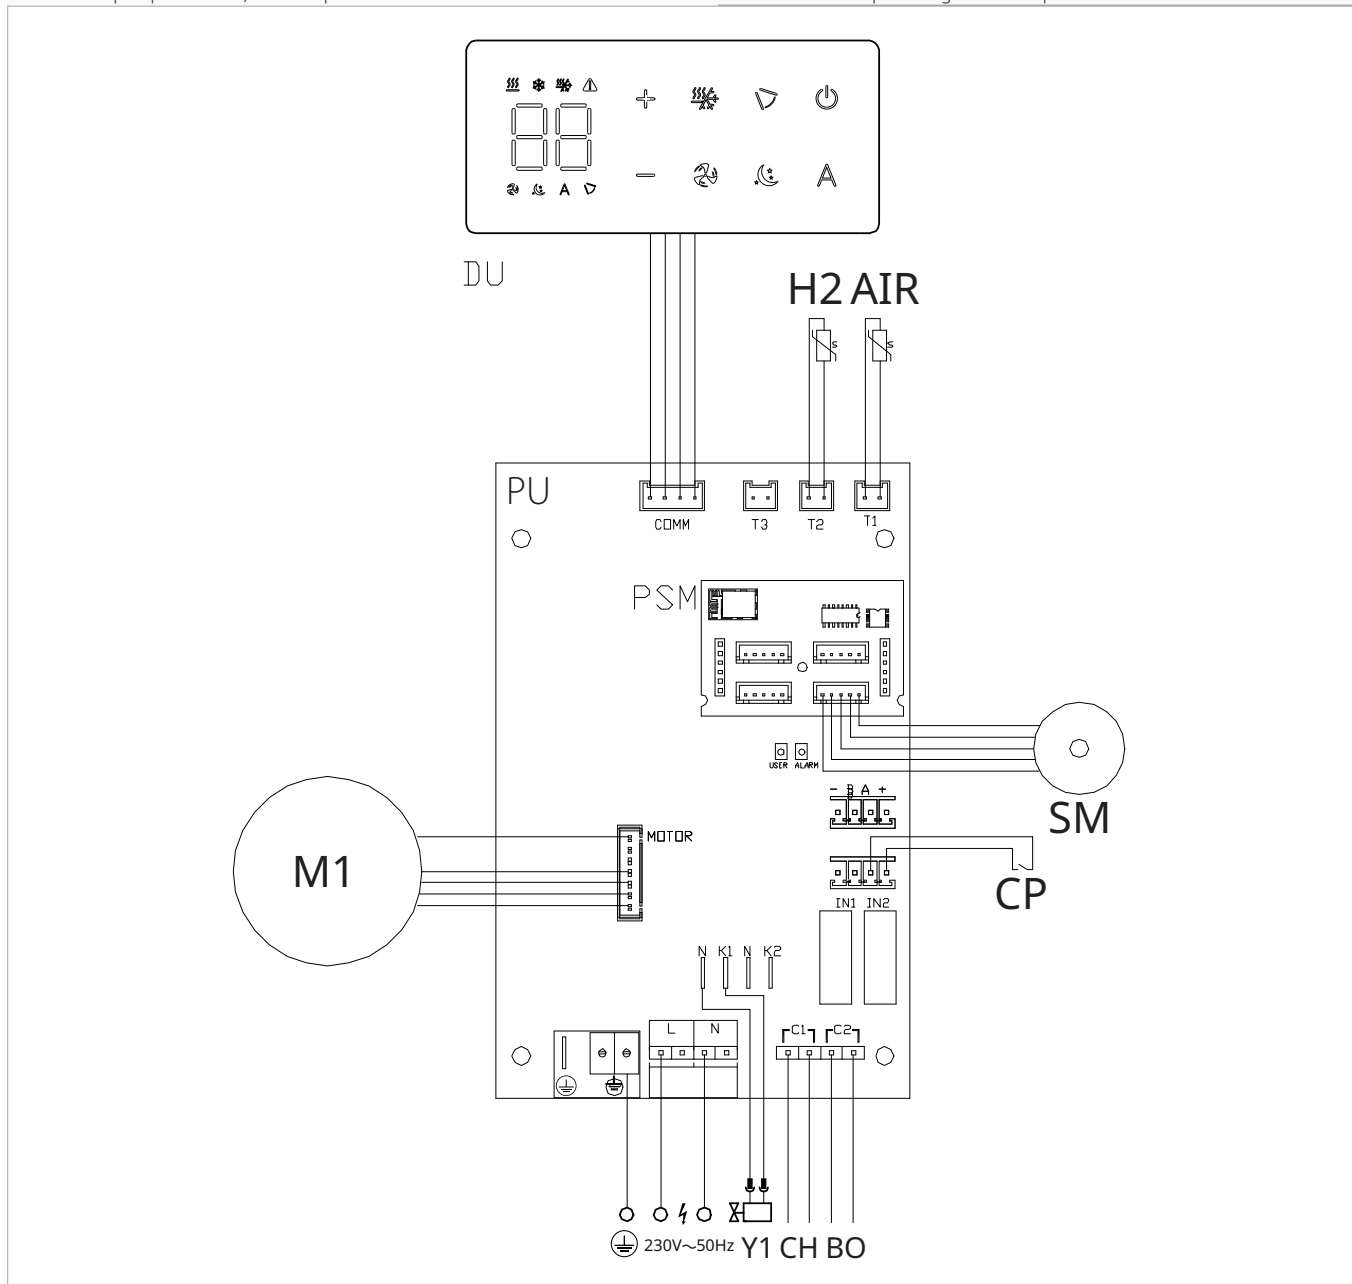 A
A
DU
H2 AIR
S S
PU
COMM T3 T2 T1
PSM
USER ALARM
- B A +
SM
MOTOR
M1
CP
IN1 IN2
N K1 N K2
L N C1 C2
230V~50Hz Y1 CH BO